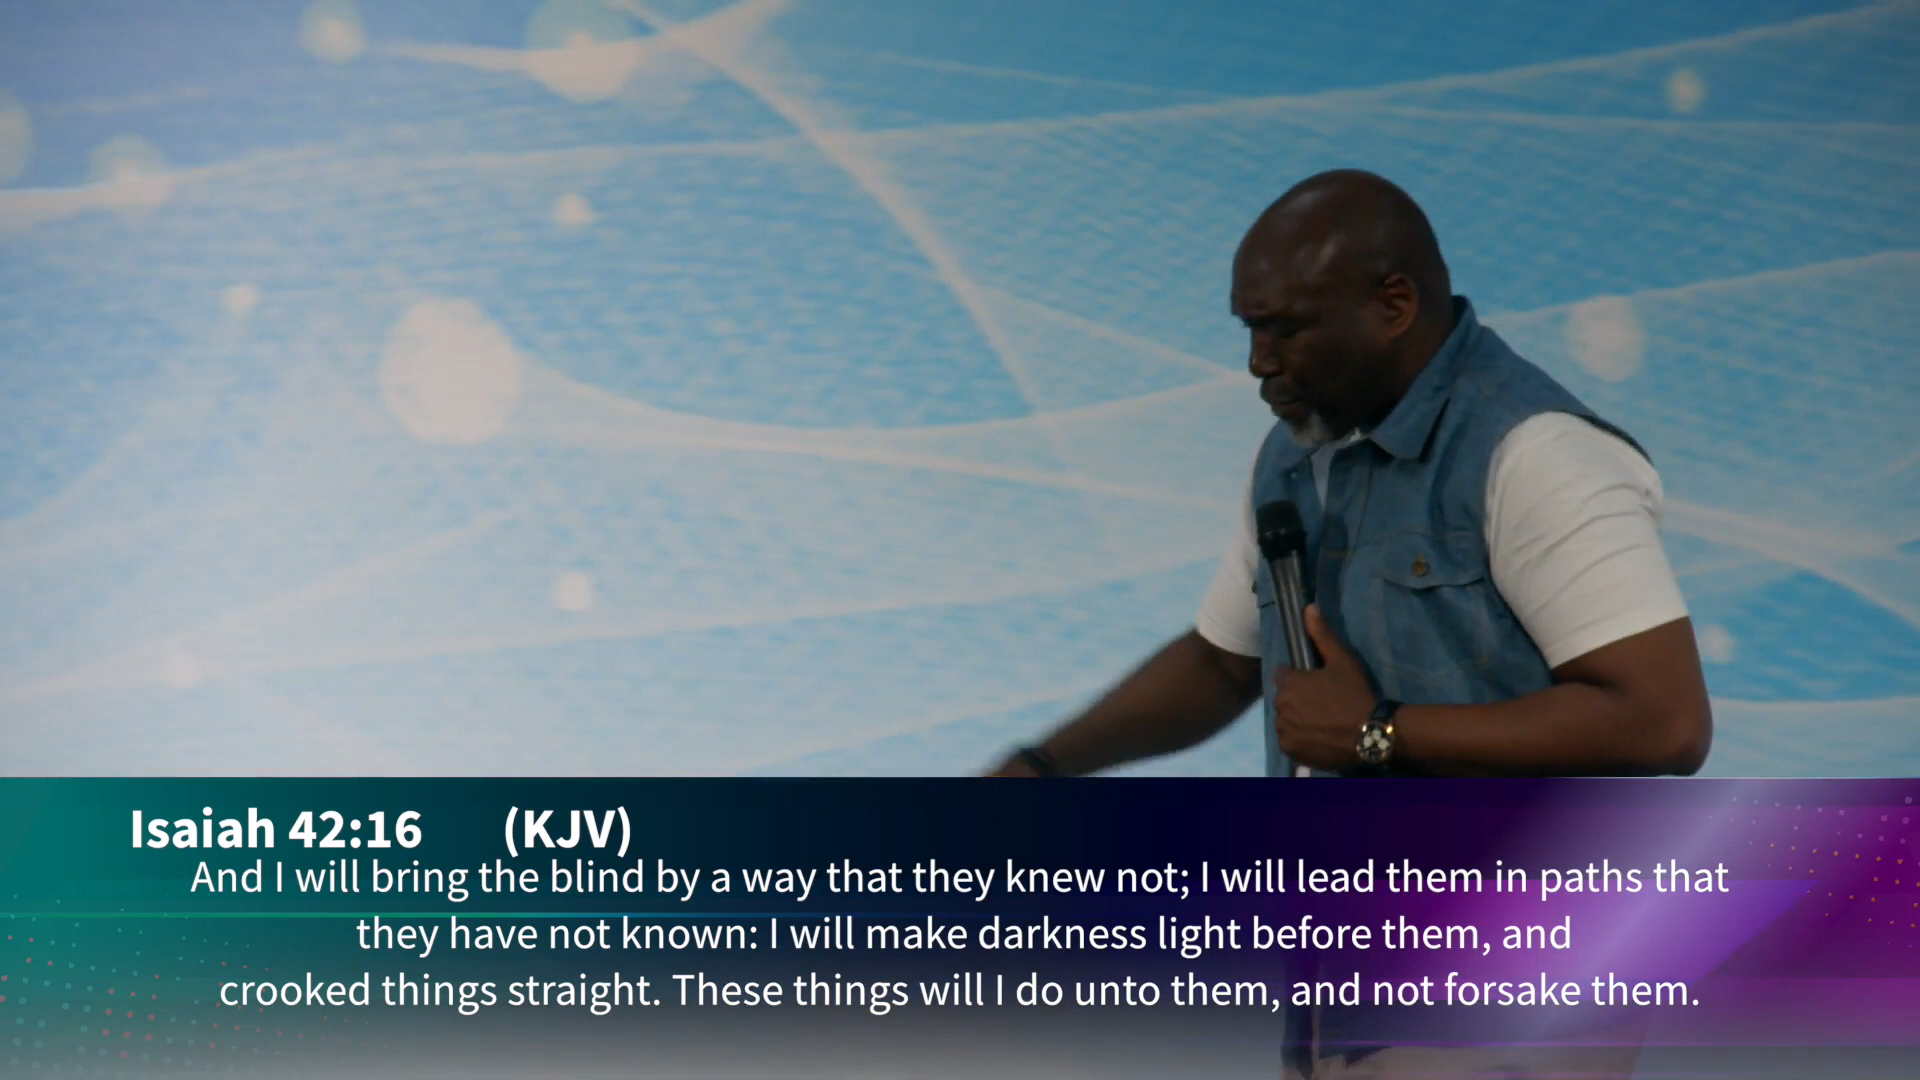 Isaiah 42:16 (KJV)
And I will bring the blind by a way that they knew not; I will lead them in paths that
they have not known: I will make darkness light before them, and
crooked things straight. These things will I do unto them, and not forsake them.